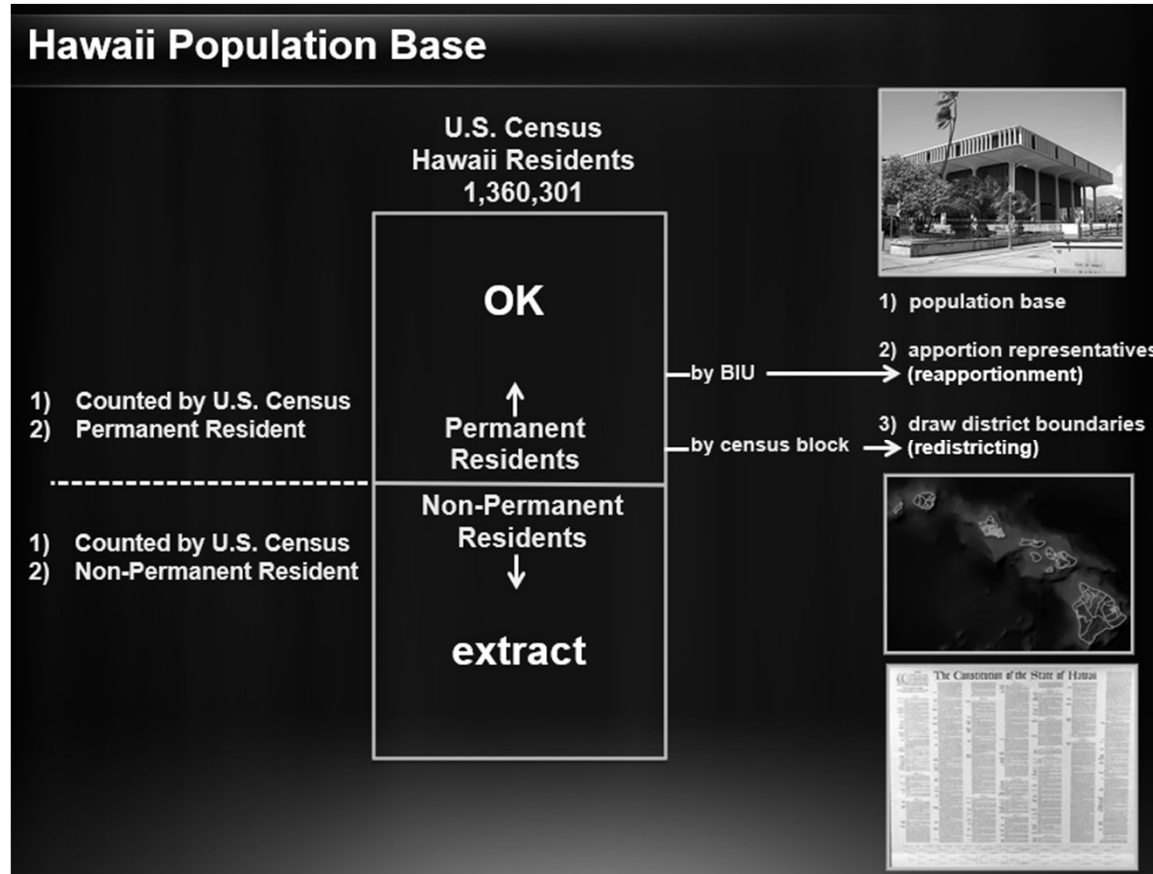 Hawaii Population Base
U.S. Census
Hawaii Residents
1,360,301
OK
Permanent
Residents
Non-Permanent
Residents
extract
1) Counted by U.S. Census
2) Permanent Resident
1) Counted by U.S. Census
2) Non-Permanent Resident
by BIU
by census block
1) population base
2) apportion representatives
(reapportionment)
3) draw district boundaries
(redistricting)
The Constitution of the State of Hawaii